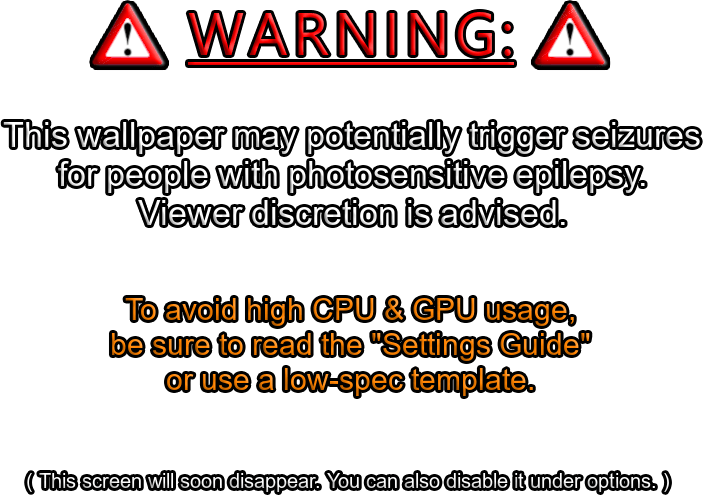 WARNING:
This wallpaper may potentially trigger seizures
for people with photosensitive epilepsy.
Viewer discretion is advised.
To avoid high CPU & GPU usage,
be sure to read the "Settings Guide"
or use a low-spec template.
( This screen will soon disappear. You can also disable it under options. )